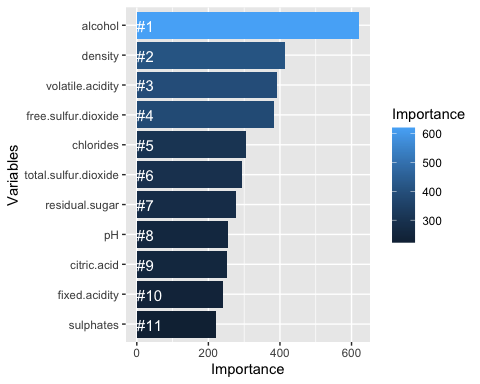 alcohol #1
density #2
volatile.acidity #3
free.sulfur.dioxide #4
chlorides #5
total.sulfur.dioxide #6
residual.sugar #7
pH #8
citric.acid #9
fixed.acidity #10
sulphates #11
Variables
0 200 400 600
Importance
Importance
600
500
400
300